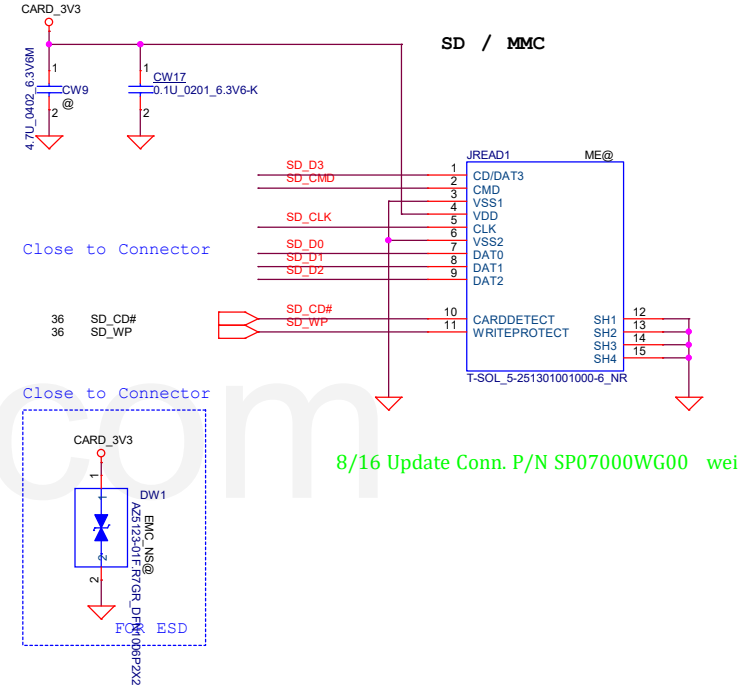 CARD_3V3
SD / MMC
4.7U_0402_6.3V6M
1
CW9
@
2
1
CW17
0.1U_0201_6.3V6-K
2
JREAD1 ME@
SD_D3 1 CD/DAT3
SD_CMD 2 CMD
3 VSS1
4 VDD
SD_CLK 5 CLK
6 VSS2
SD_D0 7 DAT0
SD_D1 8 DAT1
SD_D2 9 DAT2
Close to Connector
36 SD_CD#
36 SD_WP
SD_CD# 10 CARDDETECT
SD_WP 11 WRITEPROTECT
SH1 12
SH2 13
SH3 14
SH4 15
T-SOL_5-251301001000-6_NR
Close to Connector
CARD_3V3
1
1
DW1
EMC_NS@
AZ5123-01F.R7GR_DFN1006P2X2
2
2
FOR ESD
8/16 Update Conn. P/N SP07000WG00 wei
com